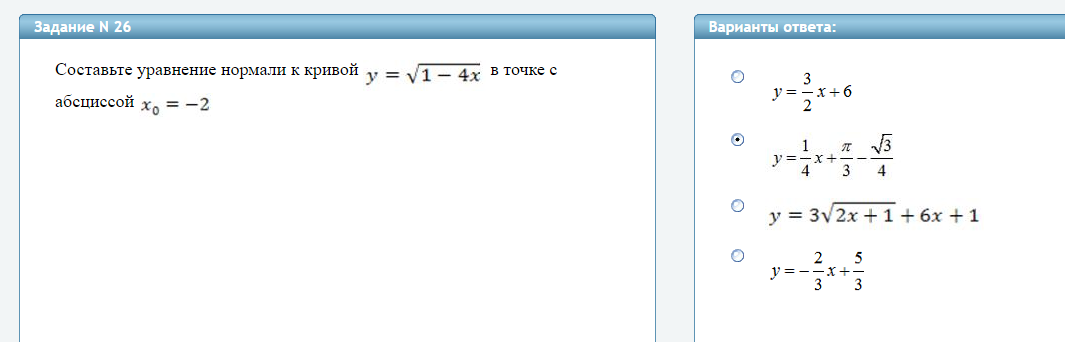 Задание N 26
Составьте уравнение нормали к кривой y = √(1 − 4x) в точке с
абсциссой x₀ = −2
Варианты ответа:
y = 3/2 x + 6
y = 1/4 x + π/3 − √3/4
y = 3√(2x + 1) + 6x + 1
y = − 2/3 x + 5/3